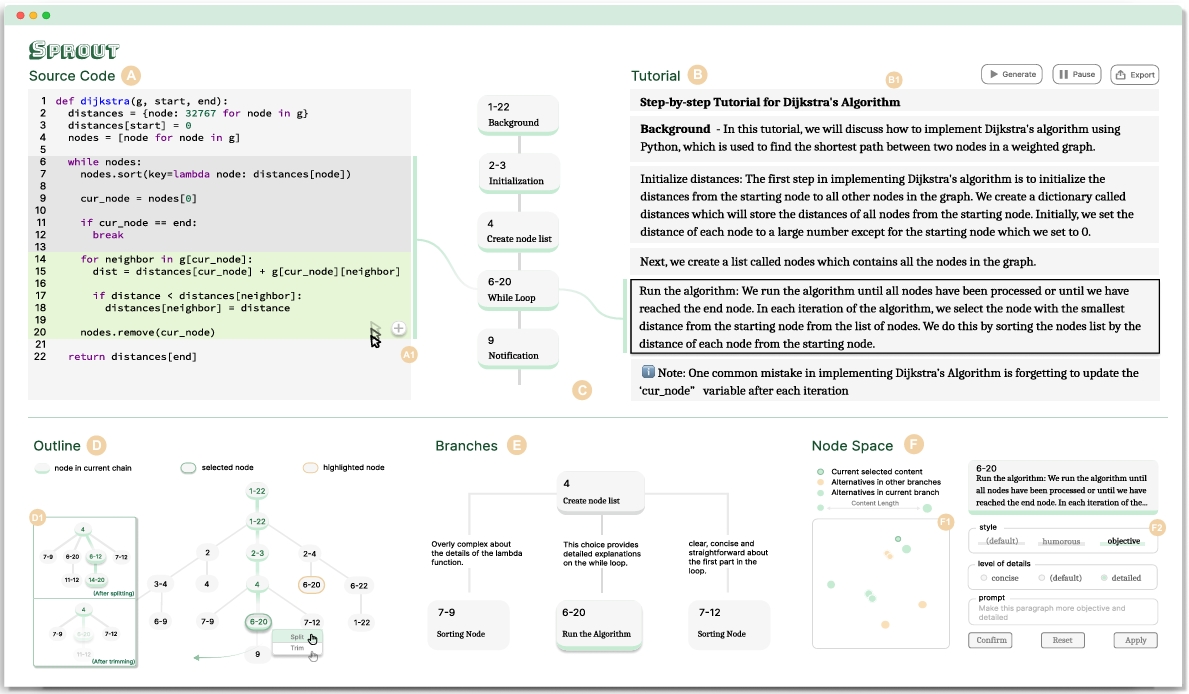 SPROUT
Source Code A
1 def dijkstra(g, start, end):
2 distances = {node: 32767 for node in g}
3 distances[start] = 0
4 nodes = [node for node in g]
5
6 while nodes:
7 nodes.sort(key=lambda node: distances[node])
8
9 cur_node = nodes[0]
10
11 if cur_node == end:
12 break
13
14 for neighbor in g[cur_node]:
15 dist = distances[cur_node] + g[cur_node][neighbor]
16
17 if distance < distances[neighbor]:
18 distances[neighbor] = distance
19
20 nodes.remove(cur_node)
21
22 return distances[end]
A1
1-22
Background
2-3
Initialization
4
Create node list
6-20
While Loop
9
Notification
C
Tutorial B
B1
Generate
Pause
Export
Step-by-step Tutorial for Dijkstra's Algorithm
Background - In this tutorial, we will discuss how to implement Dijkstra's algorithm using
Python, which is used to find the shortest path between two nodes in a weighted graph.
Initialize distances: The first step in implementing Dijkstra's algorithm is to initialize the
distances from the starting node to all other nodes in the graph. We create a dictionary called
distances which will store the distances of all nodes from the starting node. Initially, we set the
distance of each node to a large number except for the starting node which we set to 0.
Next, we create a list called nodes which contains all the nodes in the graph.
Run the algorithm: We run the algorithm until all nodes have been processed or until we have
reached the end node. In each iteration of the algorithm, we select the node with the smallest
distance from the starting node from the list of nodes. We do this by sorting the nodes list by the
distance of each node from the starting node.
Note: One common mistake in implementing Dijkstra's Algorithm is forgetting to update the
‘cur_node” variable after each iteration
Outline D
node in current chain
selected node
highlighted node
D1
4
7-9 6-20 6-12 7-12
11-12 14-20
(After spliting)
4
7-9 6-20 7-12
11-12
(After trimming)
1-22
1-22
2 2-3 2-4
3-4 4 4 6-20 6-22
6-9 7-9 6-20 7-12 1-22
9
Split
Trim
Branches E
4
Create node list
Overly complex about
the details of the lambda
function.
This choice provides
detailed explanations
on the while loop.
clear, concise and
straightforward about
the first part in the
loop.
7-9
Sorting Node
6-20
Run the Algorithm
7-12
Sorting Node
Node Space F
Current selected content
Alternatives in other branches
Alternatives in current branch
Content Length
F1
6-20
Run the algorithm: We run the algorithm until
all nodes have been processed or until we have
reached the end node. In each iteration of the...
F2
style
(default) humorous objective
level of details
concise (default) detailed
prompt
Make this paragraph more objective and
detailed
Confirm
Reset
Apply